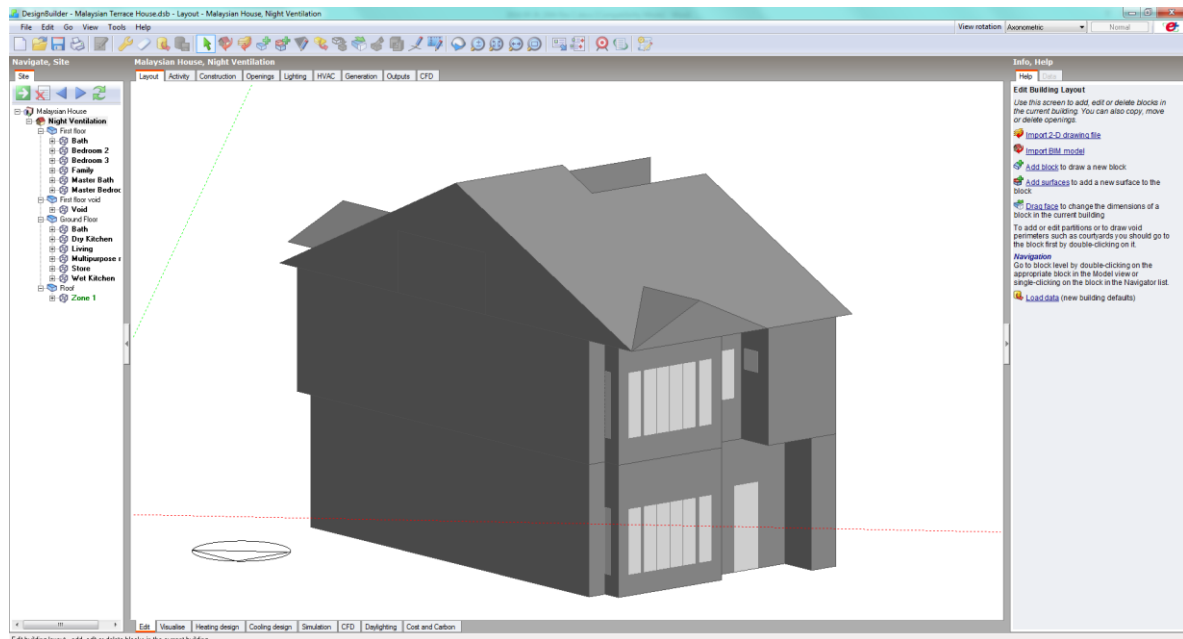 DesignBuilder - Malaysian Terrace House.dsb - Layout - Malaysian House, Night Ventilation
File Edit Go View Tools Help
View rotation Axonometric Normal
Navigate, Site
Malaysian House, Night Ventilation
Info, Help
Site
Layout Activity Construction Openings Lighting HVAC Generation Outputs CFD
Help Data
Malaysian House
Night Ventilation
First floor
Bath
Bedroom 2
Bedroom 3
Family
Master Bath
Master Bedroc
First floor void
Void
Ground Floor
Bath
Dry Kitchen
Living
Multipurpose
Store
Wet Kitchen
Roof
Zone 1
Edit Building Layout
Use this screen to add, edit or delete blocks in
the current building. You can also copy, move
or delete openings.
Import 2-D drawing file
Import BIM model
Add block to draw a new block
Add surfaces to add a new surface to the
block
Drag face to change the dimensions of a
block in the current building
To add or edit partitions or to draw void
perimeters such as courtyards you should go to
the block first by double-clicking on it.
Navigation
Go to block level by double-clicking on the
appropriate block in the Model view or
single-clicking on the block in the Navigator list.
Load data (new building defaults)
Edit Visualise Heating design Cooling design Simulation CFD Daylighting Cost and Carbon